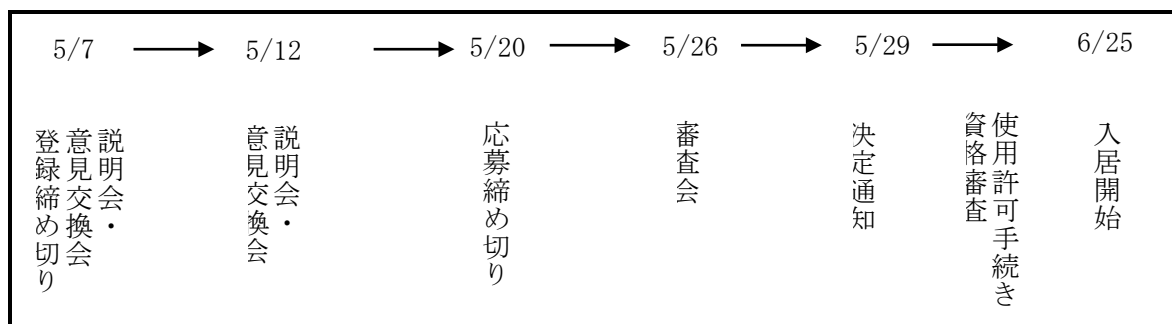 5/7
5/12
5/20
5/26
5/29
6/25
説明会・
意見交換会
登録締め切り
説明会・
意見交換会
応募締め切り
審査会
決定通知
使用許可手続き
資格審査
入居開始